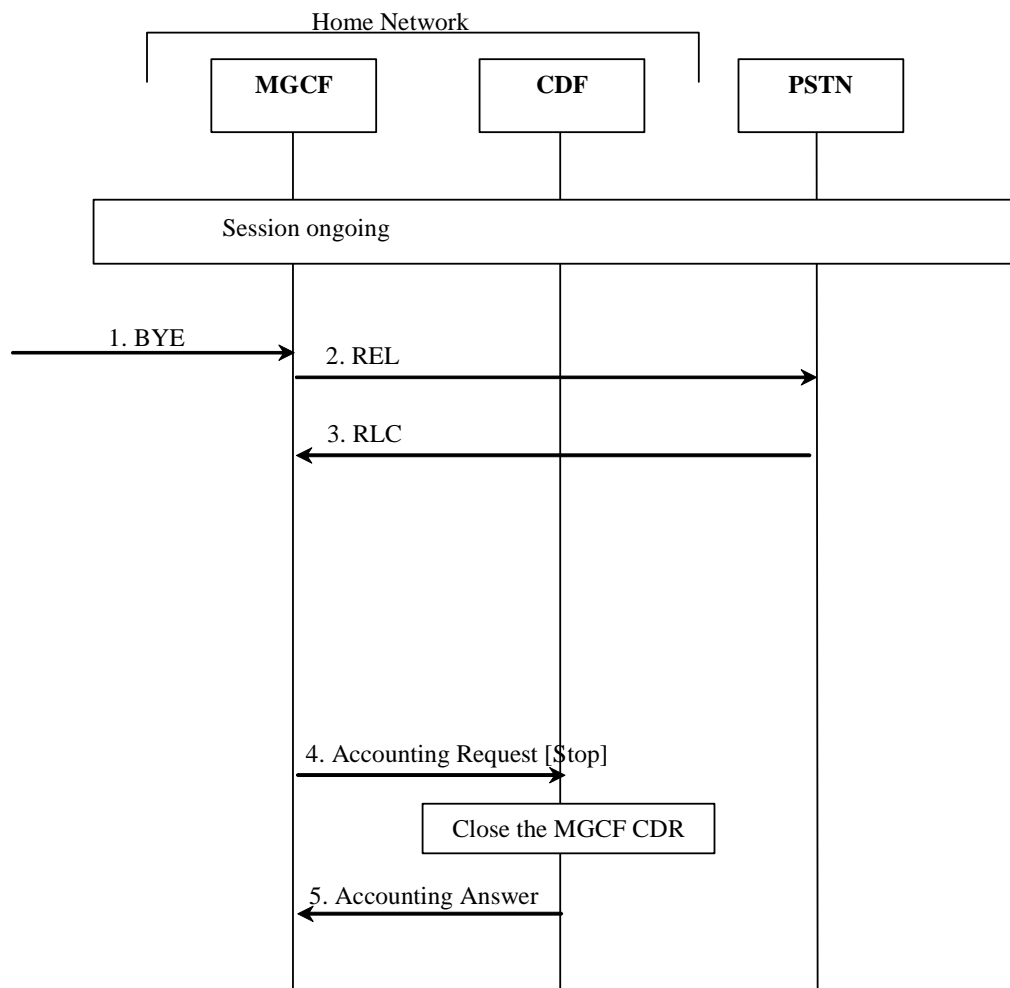 Home Network
MGCF
CDF
PSTN
Session ongoing
1. BYE
2. REL
3. RLC
4. Accounting Request [Stop]
Close the MGCF CDR
5. Accounting Answer